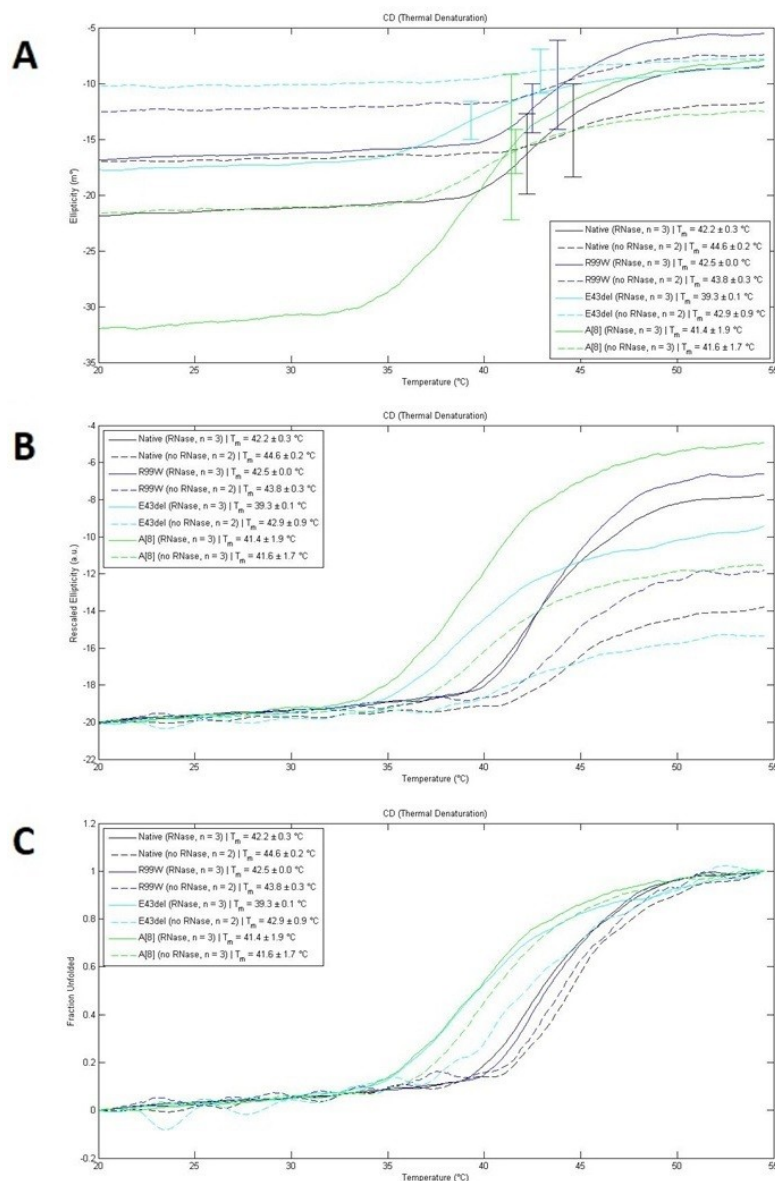 A
CD (Thermal Denaturation)
-5
-10
-15
-20
-25
-30
-35
Ellipticity (m°)
Native (RNase, n = 3) | Tm = 42.2 ± 0.3 °C
Native (no RNase, n = 2) | Tm = 44.6 ± 0.2 °C
R99W (RNase, n = 3) | Tm = 42.5 ± 0.0 °C
R99W (no RNase, n = 2) | Tm = 43.8 ± 0.3 °C
E43del (RNase, n = 3) | Tm = 39.3 ± 0.1 °C
E43del (no RNase, n = 2) | Tm = 42.9 ± 0.9 °C
A[8] (RNase, n = 3) | Tm = 41.4 ± 1.9 °C
A[8] (no RNase, n = 3) | Tm = 41.6 ± 1.7 °C
20 25 30 35 40 45 50 55
Temperature (°C)
B
CD (Thermal Denaturation)
-4
-6
-8
-10
-12
-14
-16
-18
-20
-22
Rescaled Ellipticity (a.u.)
Native (RNase, n = 3) | Tm = 42.2 ± 0.3 °C
Native (no RNase, n = 2) | Tm = 44.6 ± 0.2 °C
R99W (RNase, n = 3) | Tm = 42.5 ± 0.0 °C
R99W (no RNase, n = 2) | Tm = 43.8 ± 0.3 °C
E43del (RNase, n = 3) | Tm = 39.3 ± 0.1 °C
E43del (no RNase, n = 2) | Tm = 42.9 ± 0.9 °C
A[8] (RNase, n = 3) | Tm = 41.4 ± 1.9 °C
A[8] (no RNase, n = 3) | Tm = 41.6 ± 1.7 °C
20 25 30 35 40 45 50 55
Temperature (°C)
C
CD (Thermal Denaturation)
1.2
1
0.8
0.6
0.4
0.2
0
-0.2
Fraction Unfolded
Native (RNase, n = 3) | Tm = 42.2 ± 0.3 °C
Native (no RNase, n = 2) | Tm = 44.6 ± 0.2 °C
R99W (RNase, n = 3) | Tm = 42.5 ± 0.0 °C
R99W (no RNase, n = 2) | Tm = 43.8 ± 0.3 °C
E43del (RNase, n = 3) | Tm = 39.3 ± 0.1 °C
E43del (no RNase, n = 2) | Tm = 42.9 ± 0.9 °C
A[8] (RNase, n = 3) | Tm = 41.4 ± 1.9 °C
A[8] (no RNase, n = 3) | Tm = 41.6 ± 1.7 °C
20 25 30 35 40 45 50 55
Temperature (°C)